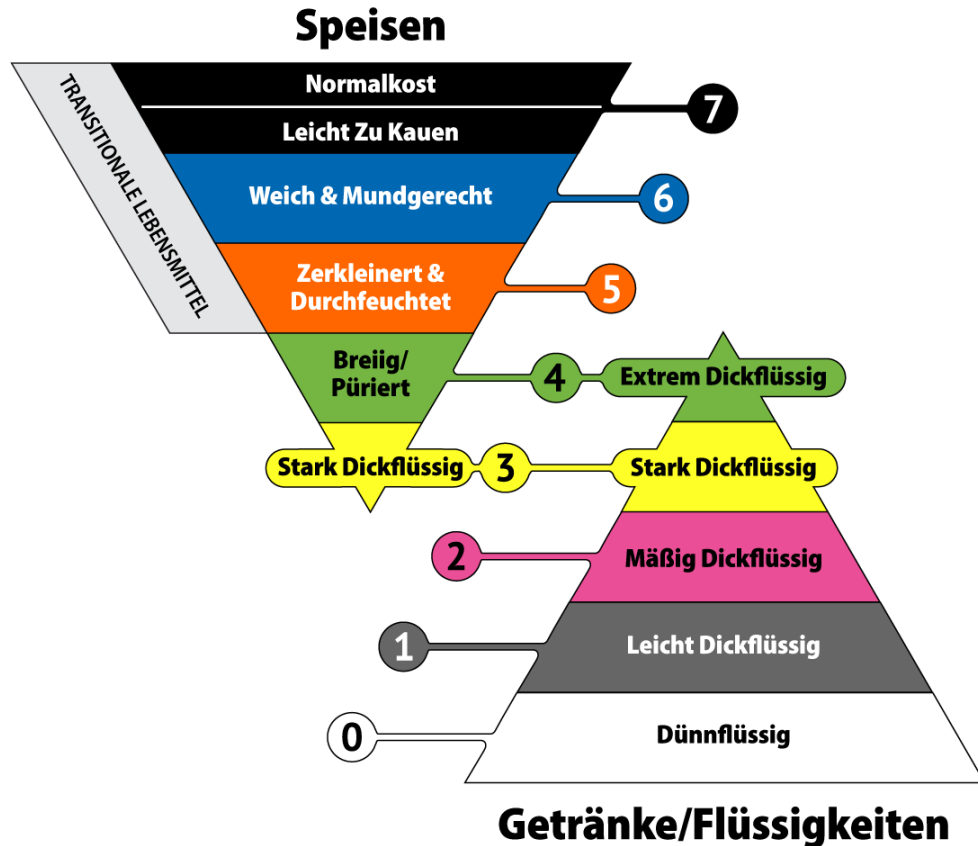 Speisen
TRANSITIONALE LEBENSMITTEL
Normalkost
7
Leicht Zu Kauen
Weich & Mundgerecht
6
Zerkleinert &
Durchfeuchtet
5
Breiig/
Püriert
4
Extrem Dickflüssig
Stark Dickflüssig
3
Stark Dickflüssig
2
Mäßig Dickflüssig
1
Leicht Dickflüssig
0
Dünnflüssig
Getränke/Flüssigkeiten